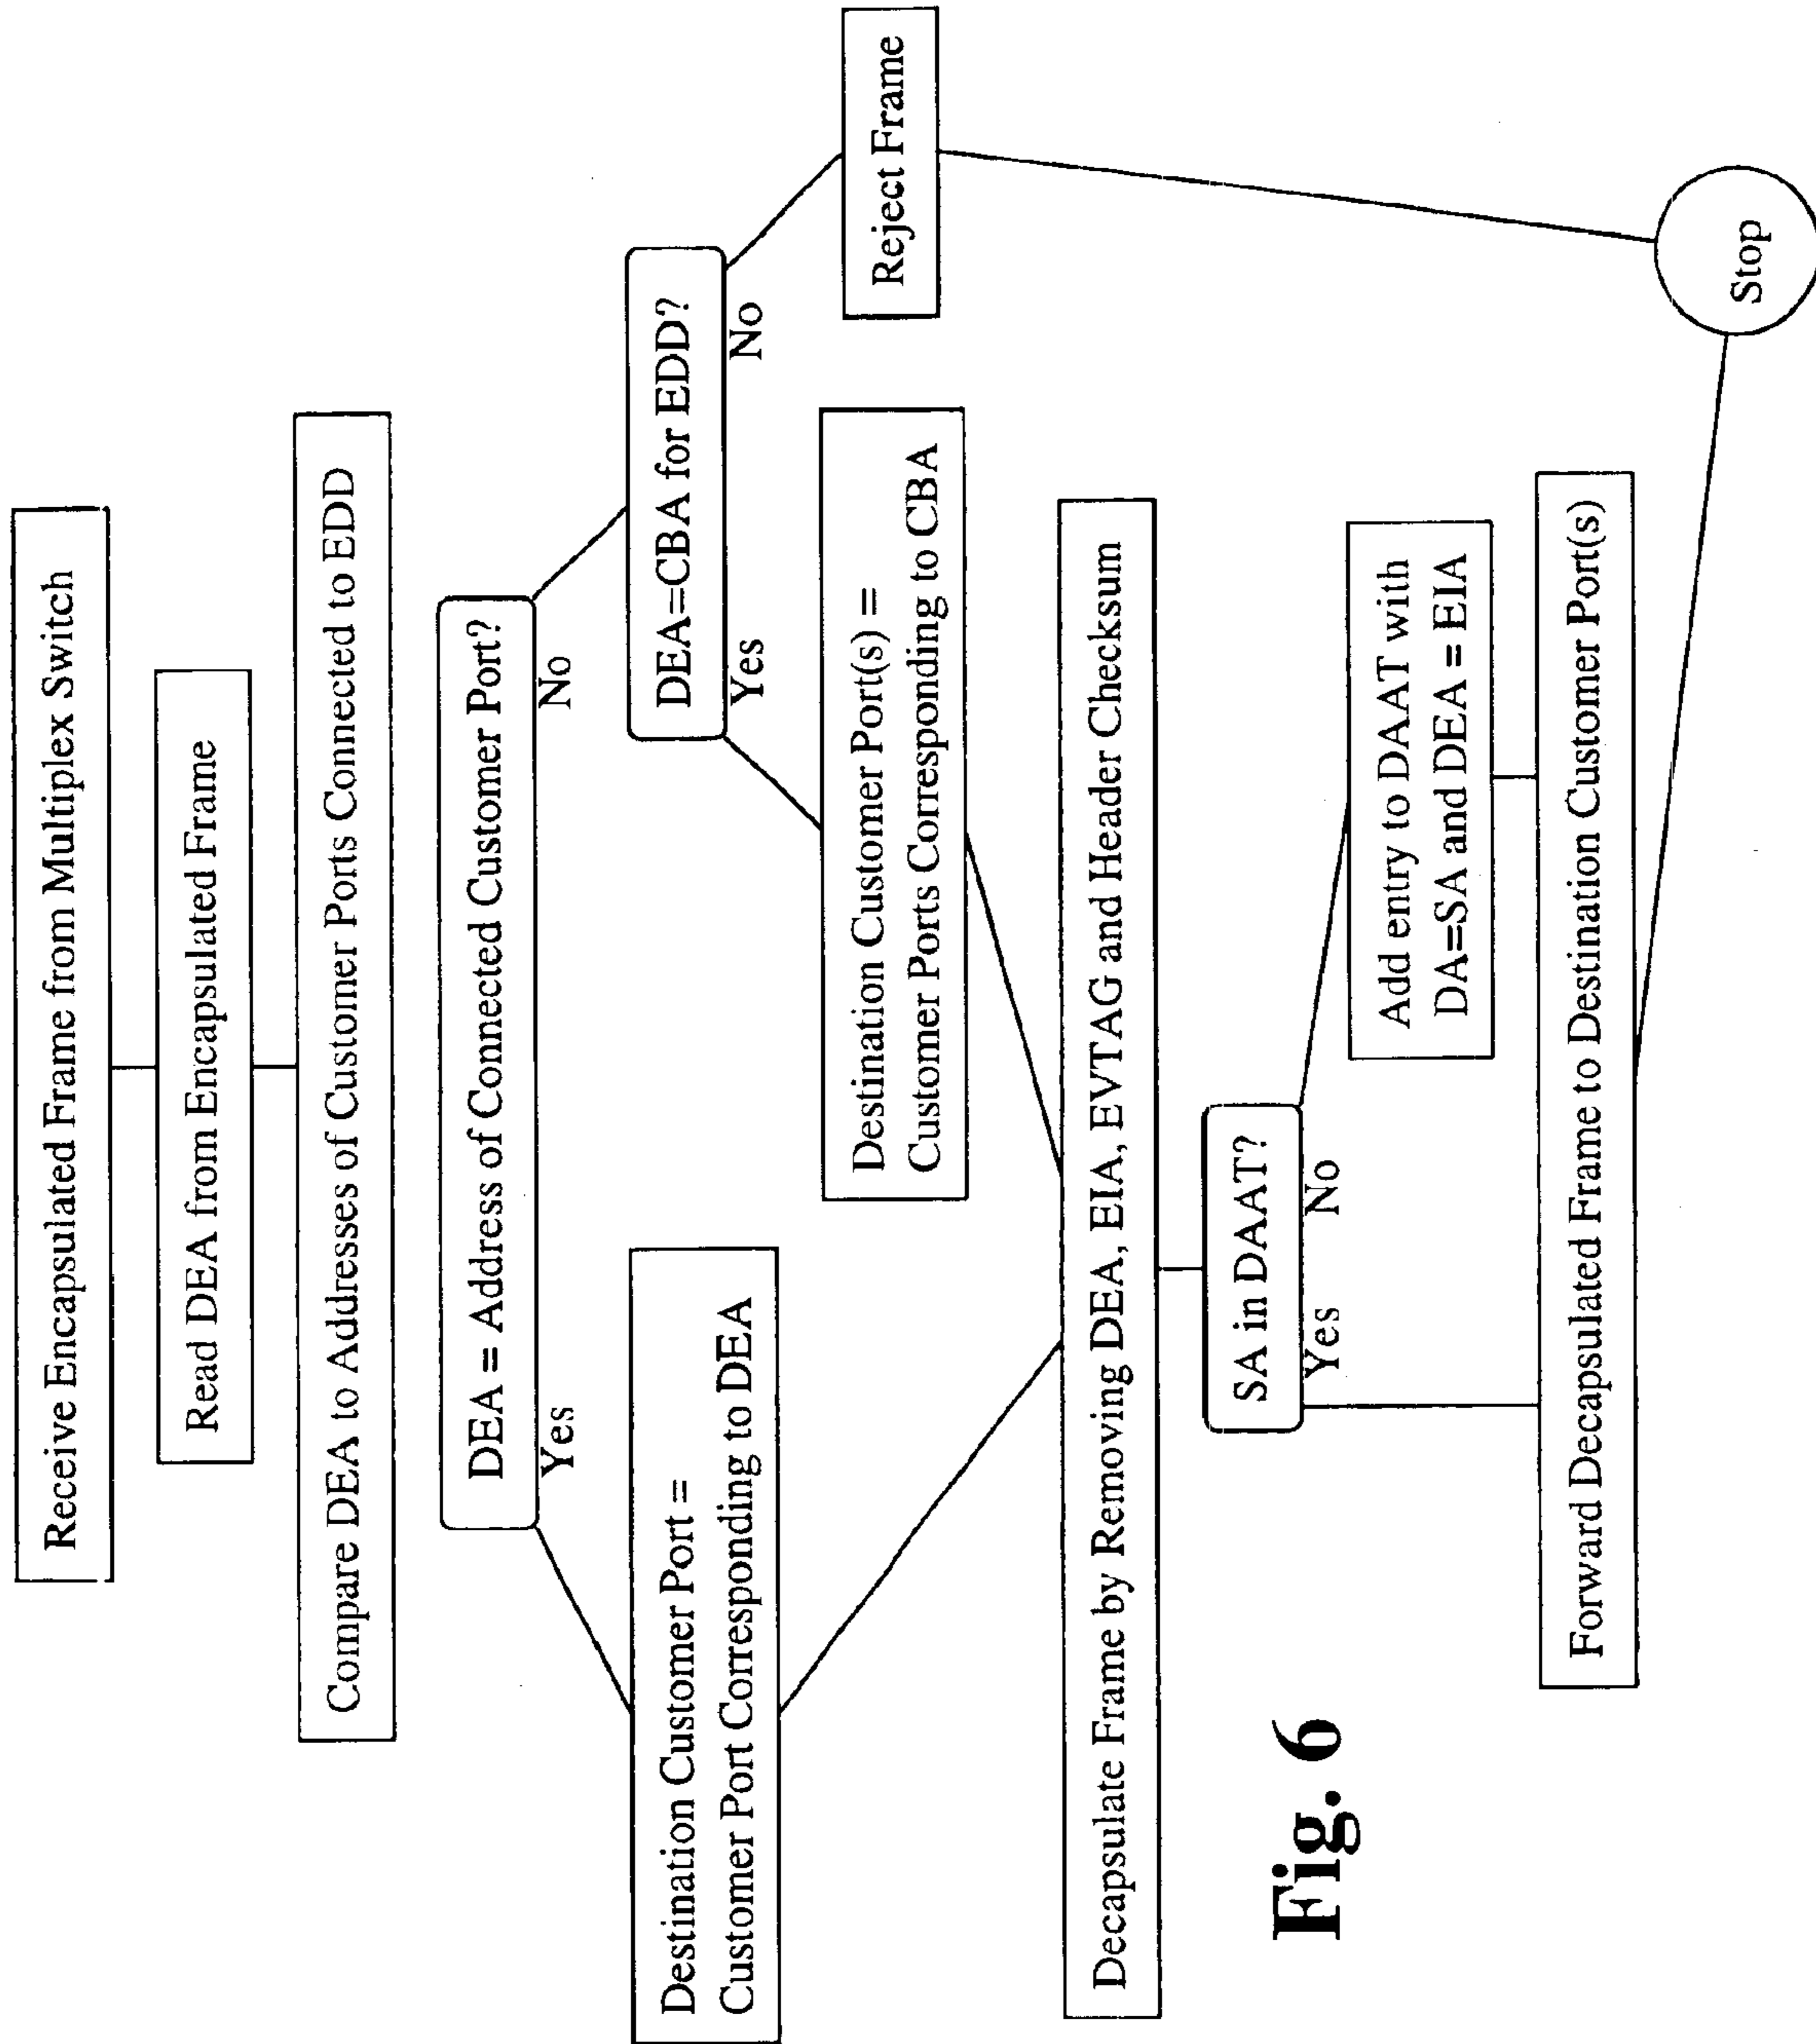 Receive Encapsulated Frame from Multiplex Switch
Read DEA from Encapsulated Frame
Compare DEA to Addresses of Customer Ports Connected to EDD
DEA = Address of Connected Customer Port?
Yes
No
Destination Customer Port =
Customer Port Corresponding to DEA
DEA=CBA for EDD?
Yes
No
Destination Customer Port(s) =
Customer Ports Corresponding to CBA
Reject Frame
Decapsulate Frame by Removing DEA, EIA, EVTAG and Header Checksum
SA in DAAT?
Yes
No
Add entry to DAAT with
DA=SA and DEA = EIA
Forward Decapsulated Frame to Destination Customer Port(s)
Stop
Fig. 6